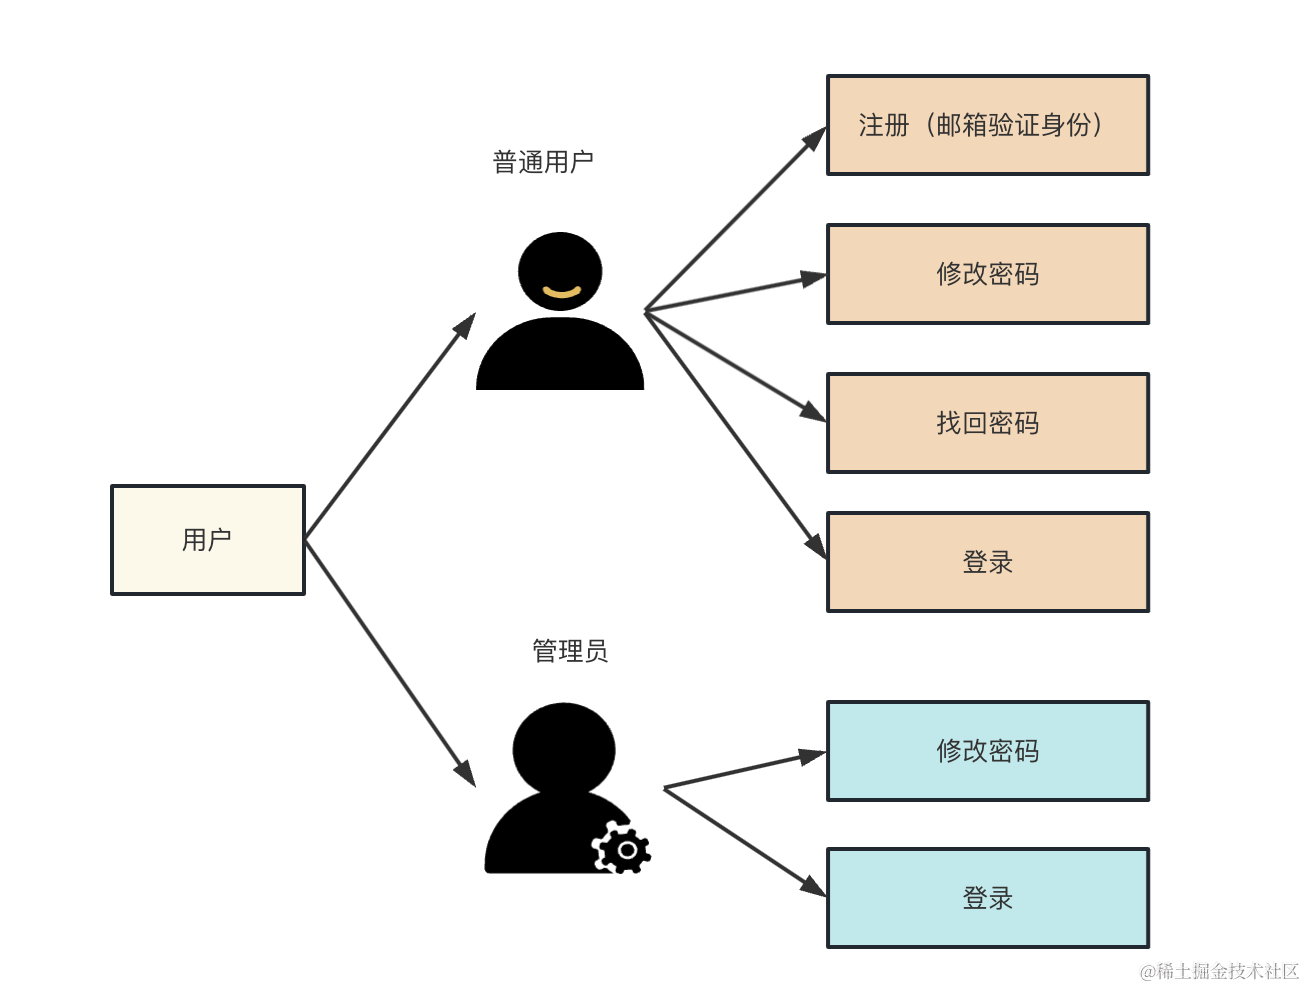 普通用户
注册（邮箱验证身份）
修改密码
找回密码
用户
登录
管理员
修改密码
登录
@稀土掘金技术社区